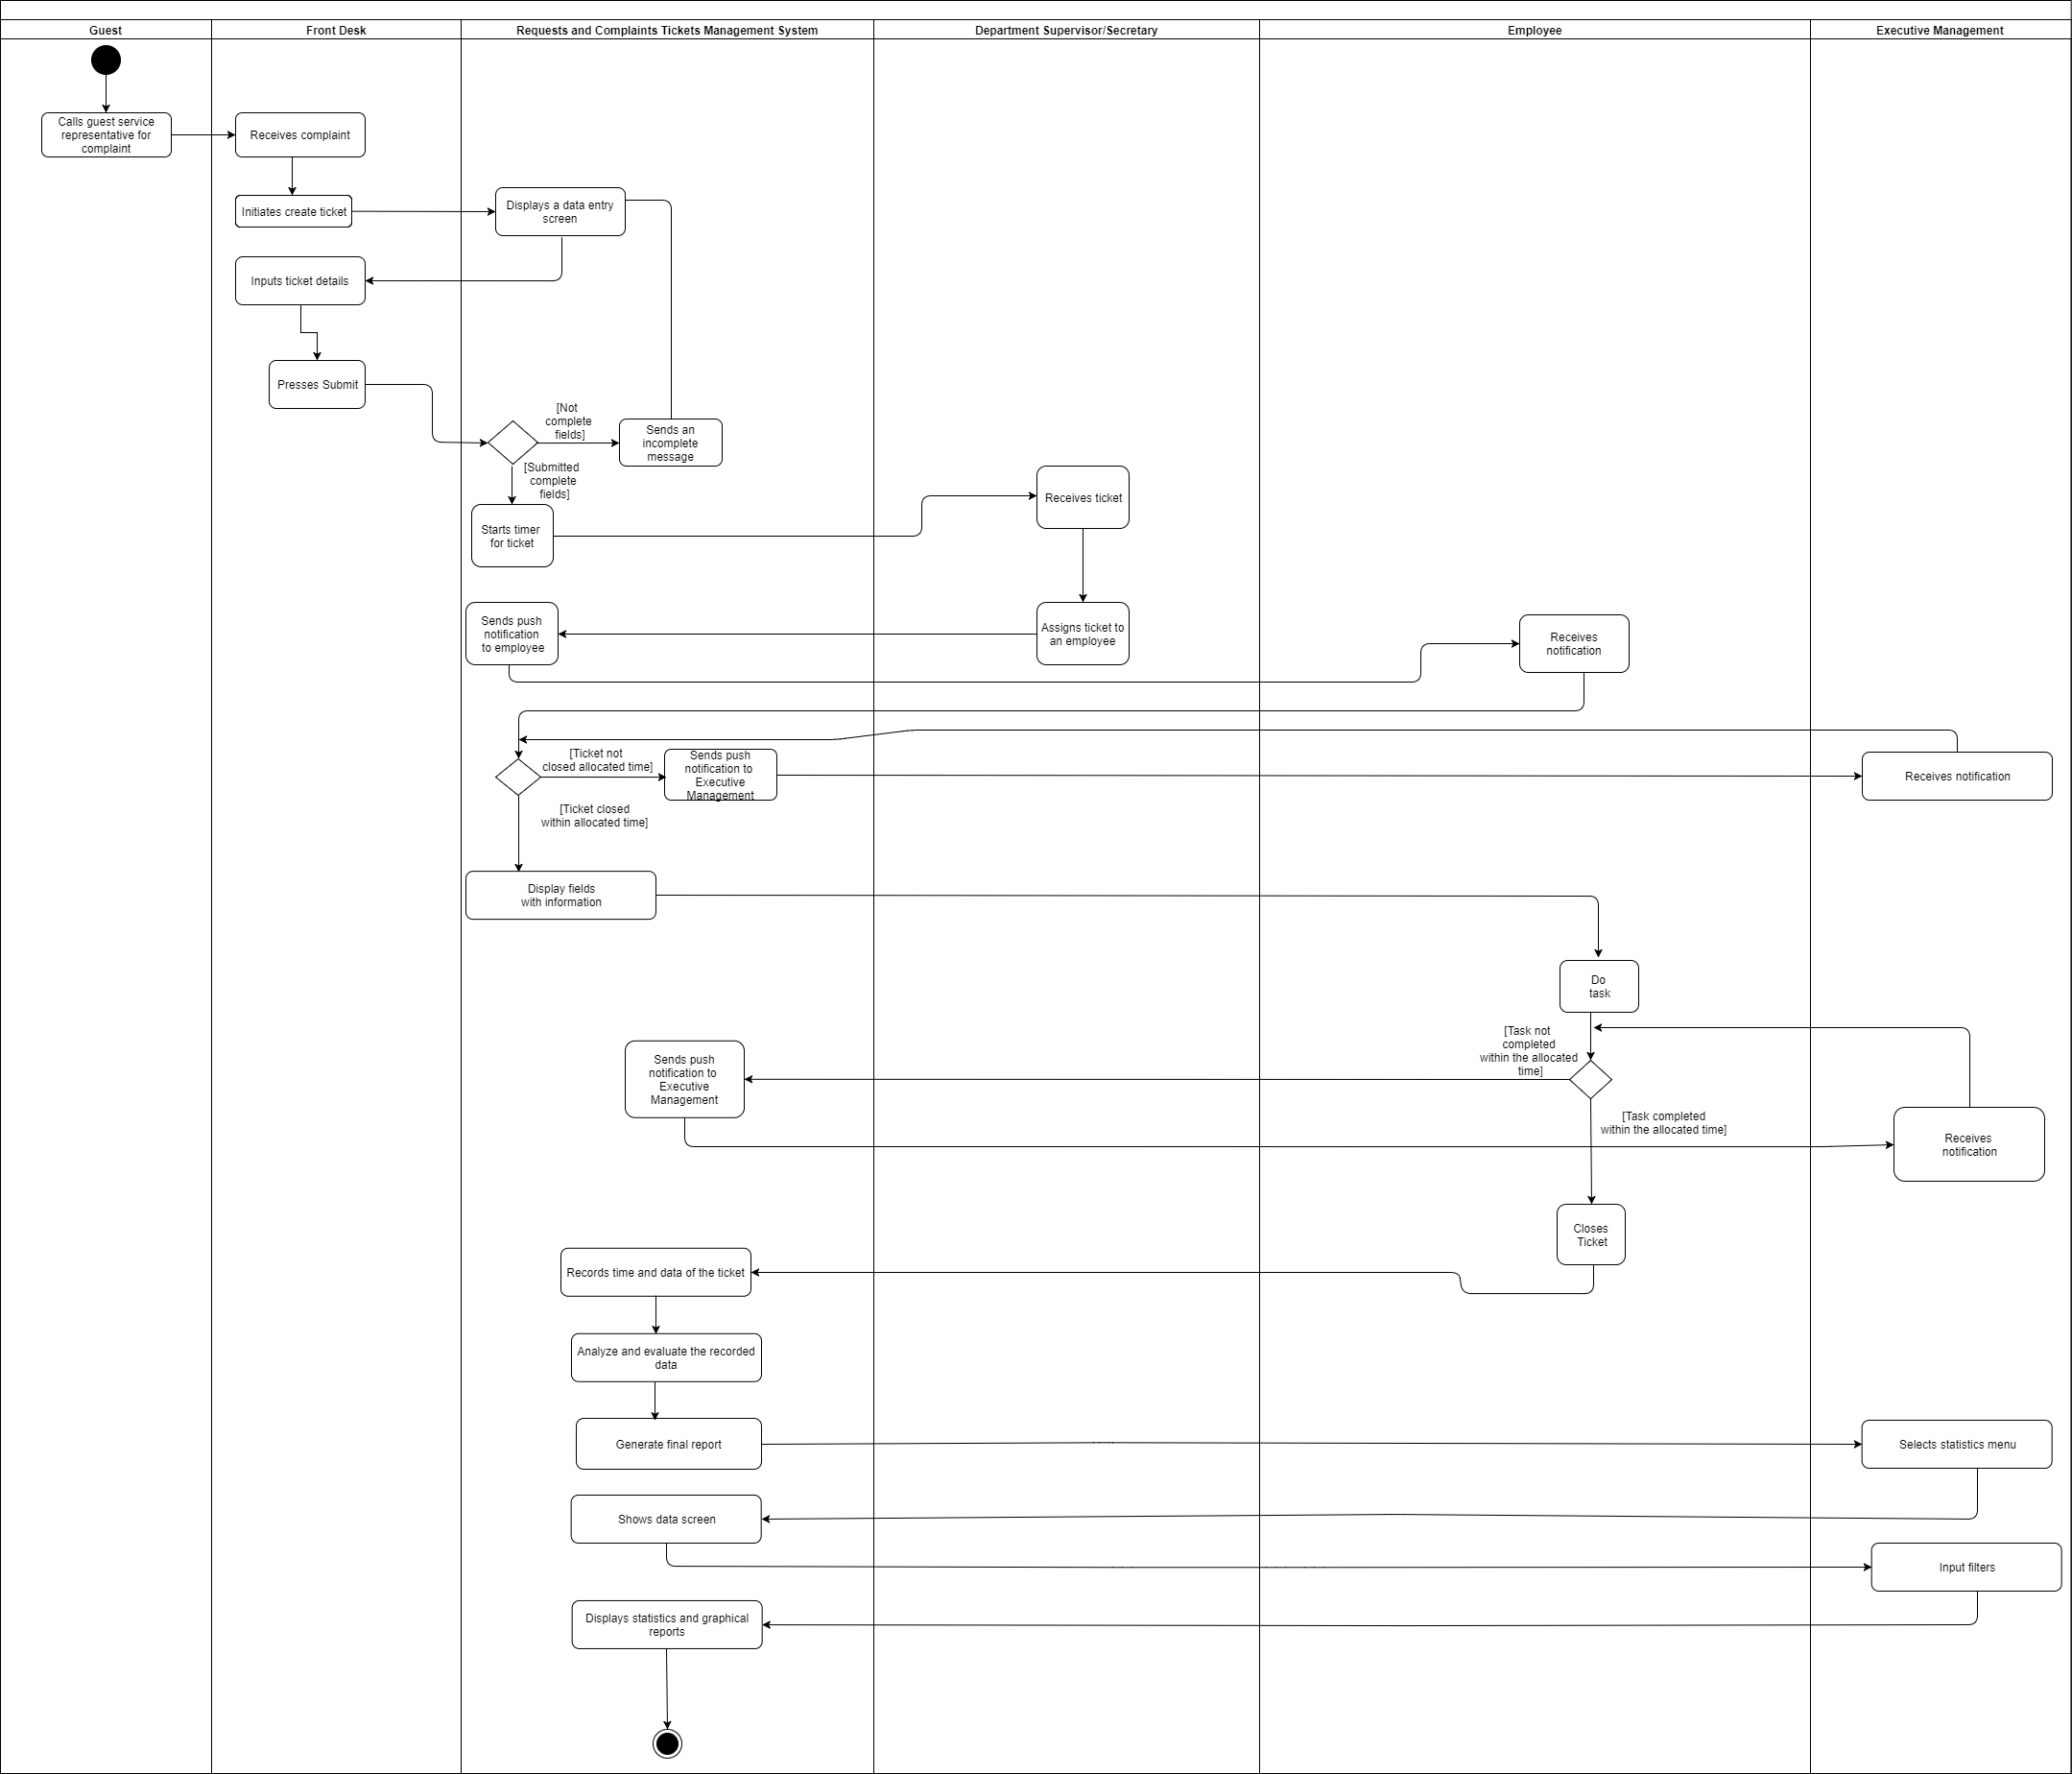 Guest
Front Desk
Requests and Complaints Tickets Management System
Department Supervisor/Secretary
Employee
Executive Management
Calls guest service
representative for
complaint
Receives complaint
Initiates create ticket
Displays a data entry
screen
Inputs ticket details
Presses Submit
[Not
complete
fields]
Sends an
incomplete
message
[Submitted
complete
fields]
Starts timer
for ticket
Receives ticket
Assigns ticket to
an employee
Sends push
notification
to employee
Receives
notification
[Ticket not
closed allocated time]
Sends push
notification to
Executive
Management
Receives notification
[Ticket closed
within allocated time]
Display fields
with information
Do
task
[Task not
completed
within the allocated
time]
Sends push
notification to
Executive
Management
[Task completed
within the allocated time]
Receives
notification
Closes
Ticket
Records time and data of the ticket
Analyze and evaluate the recorded
data
Generate final report
Selects statistics menu
Shows data screen
Input filters
Displays statistics and graphical
reports